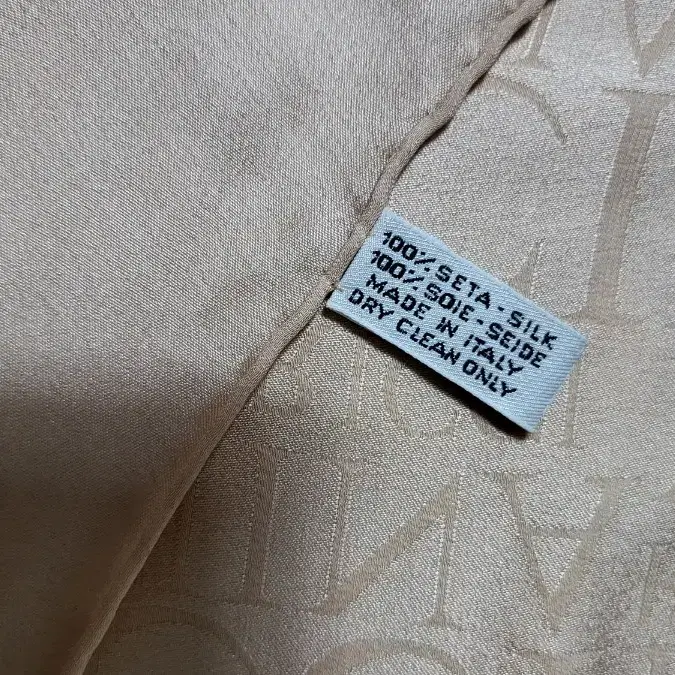 100% SETA - SILK
100% SOIE - SEIDE
MADE IN ITALY
DRY CLEAN ONLY